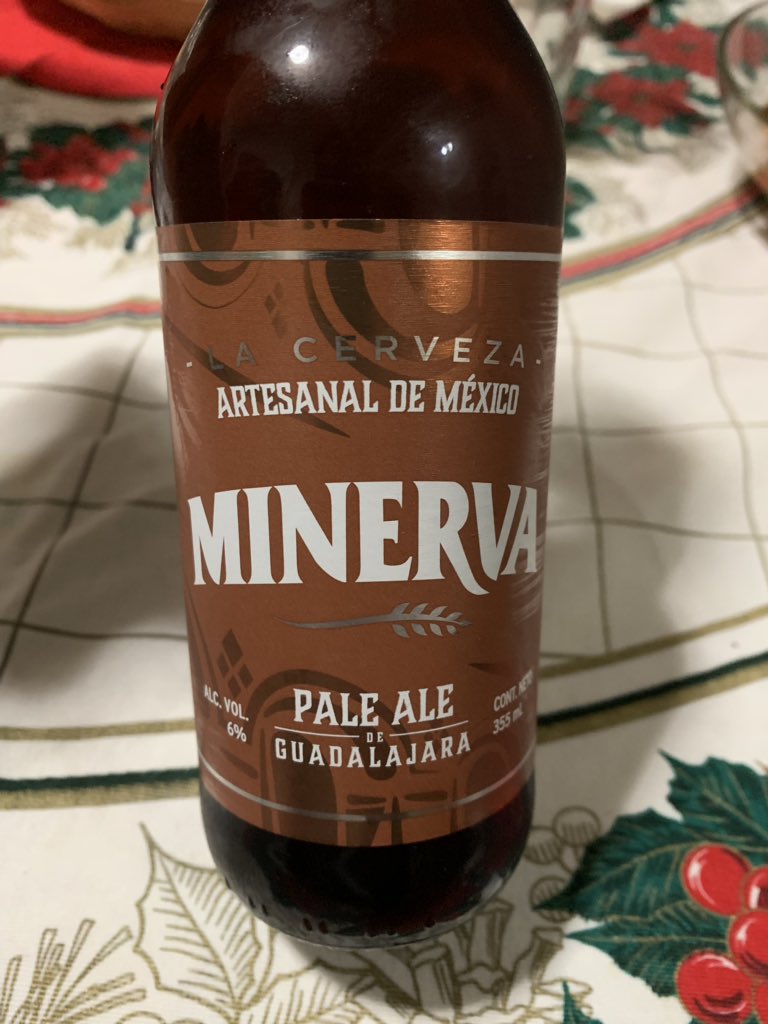 - LA CERVEZA -
ARTESANAL DE MÉXICO
MINERVA
ALC. VOL.
6%
PALE ALE
DE
GUADALAJARA
CONT. NETO
355 mL